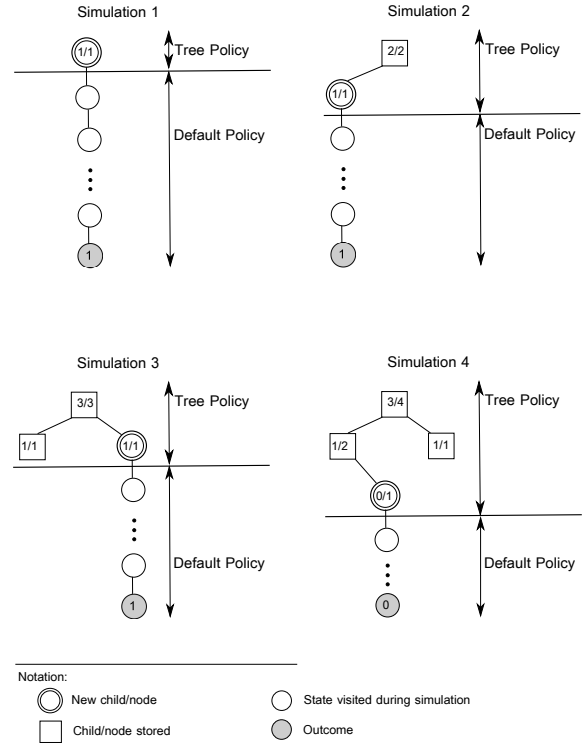 Simulation 1
1/1
Tree Policy
Default Policy
1
Simulation 2
2/2
Tree Policy
1/1
Default Policy
1
Simulation 3
3/3
Tree Policy
1/1
1/1
Default Policy
1
Simulation 4
3/4
Tree Policy
1/2
1/1
0/1
Default Policy
0
Notation:
New child/node
State visited during simulation
Child/node stored
Outcome